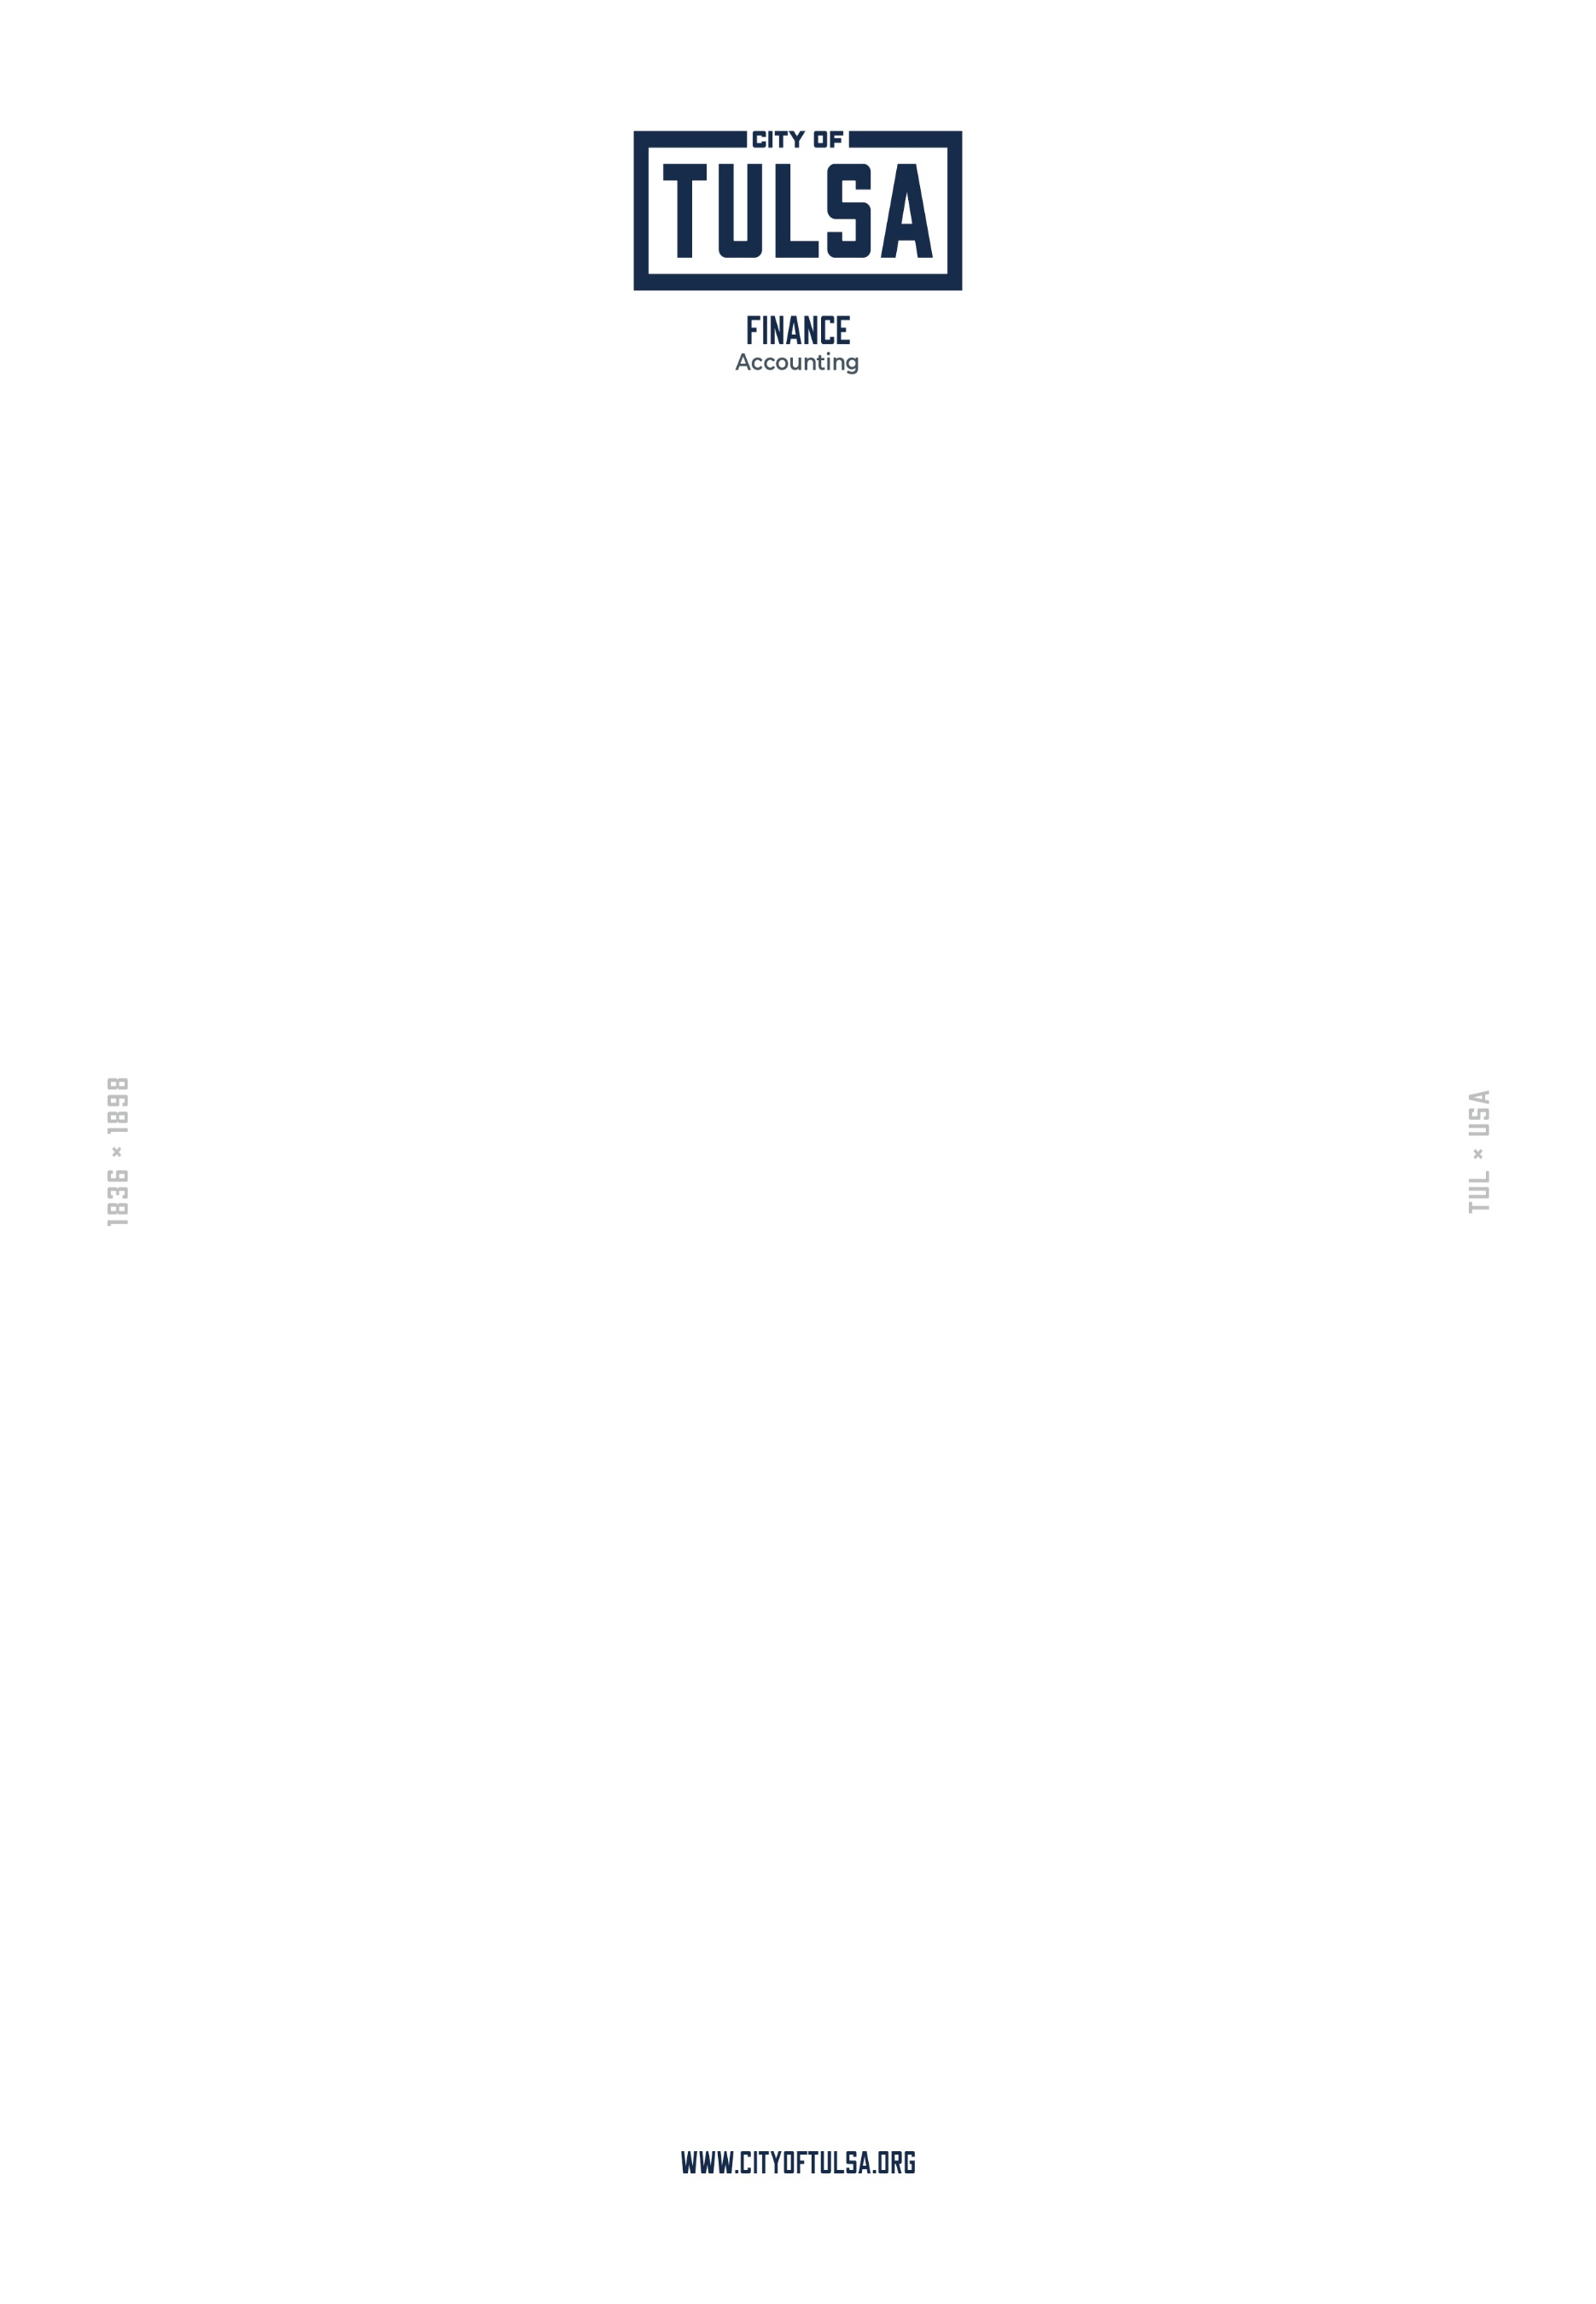 CITY OF
TULSA
FINANCE
Accounting
1836 × 1898
TUL × USA
WWW.CITYOFTULSA.ORG